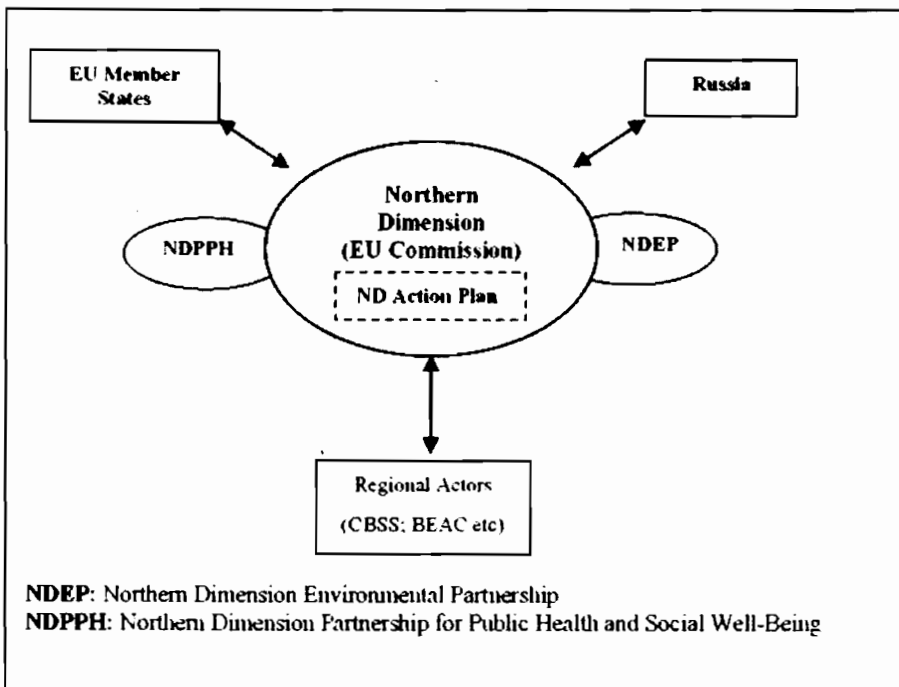 EU Member
States
Russia
Northern
Dimension
(EU Commission)
ND Action Plan
NDPPH
NDEP
Regional Actors
(CBSS; BEAC etc)
NDEP: Northern Dimension Environmental Partnership
NDPPH: Northern Dimension Partnership for Public Health and Social Well-Being